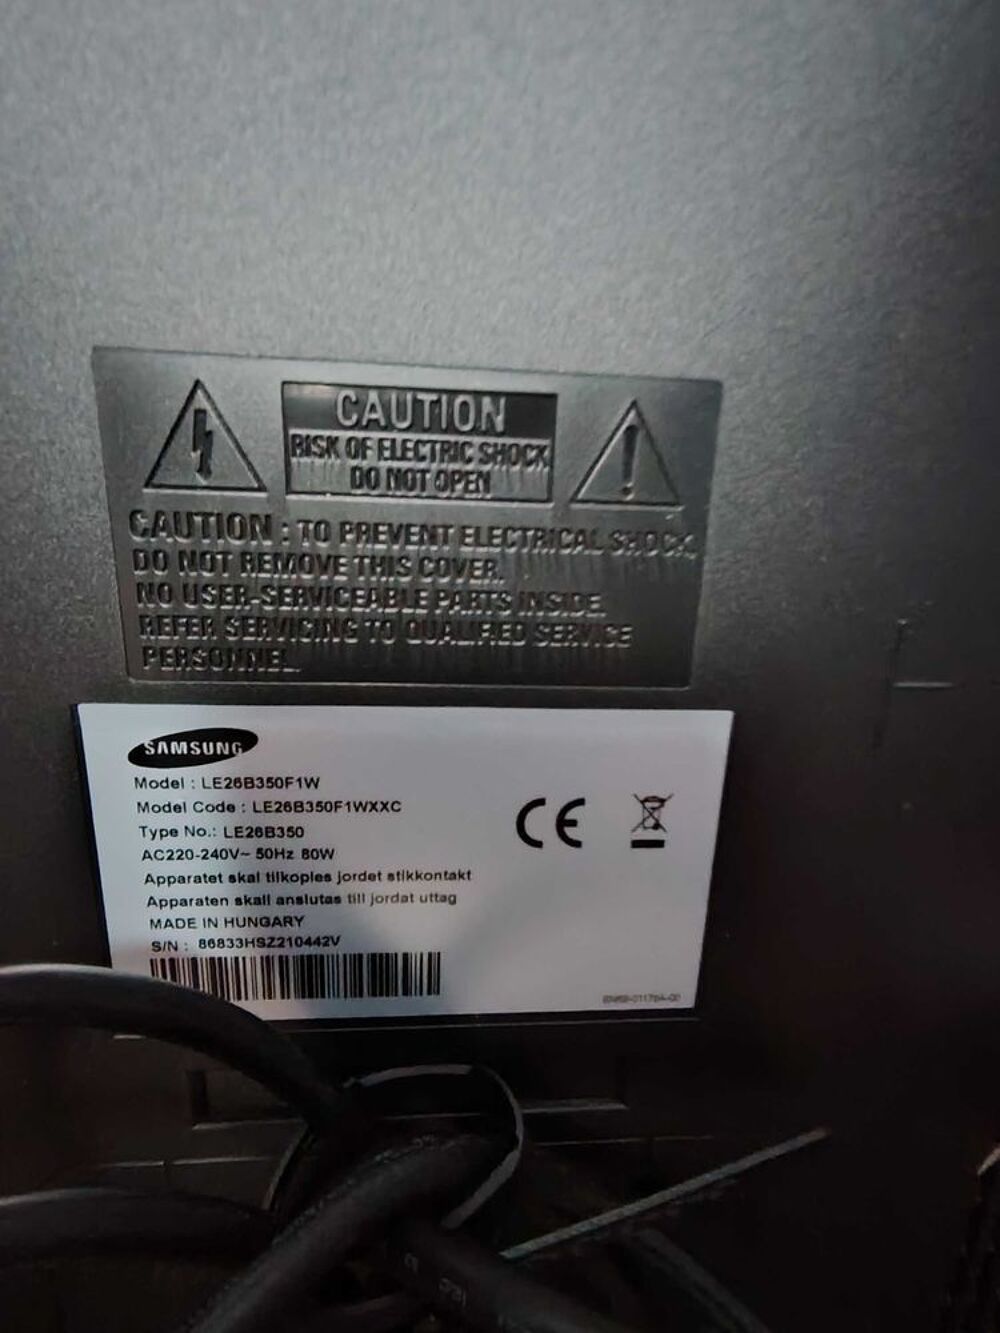 CAUTION
RISK OF ELECTRIC SHOCK
DO NOT OPEN
CAUTION : TO PREVENT ELECTRICAL SHOCK,
DO NOT REMOVE THIS COVER.
NO USER-SERVICEABLE PARTS INSIDE.
REFER SERVICING TO QUALIFIED SERVICE
PERSONNEL.
SAMSUNG
Model : LE26B350F1W
Model Code : LE26B350F1WXXC
Type No.: LE26B350
AC220-240V~ 50Hz 80W
Apparatet skal tilkoples jordet stikkontakt
Apparaten skall anslutas till jordat uttag
MADE IN HUNGARY
S/N : 86833HSZ210442V
CE